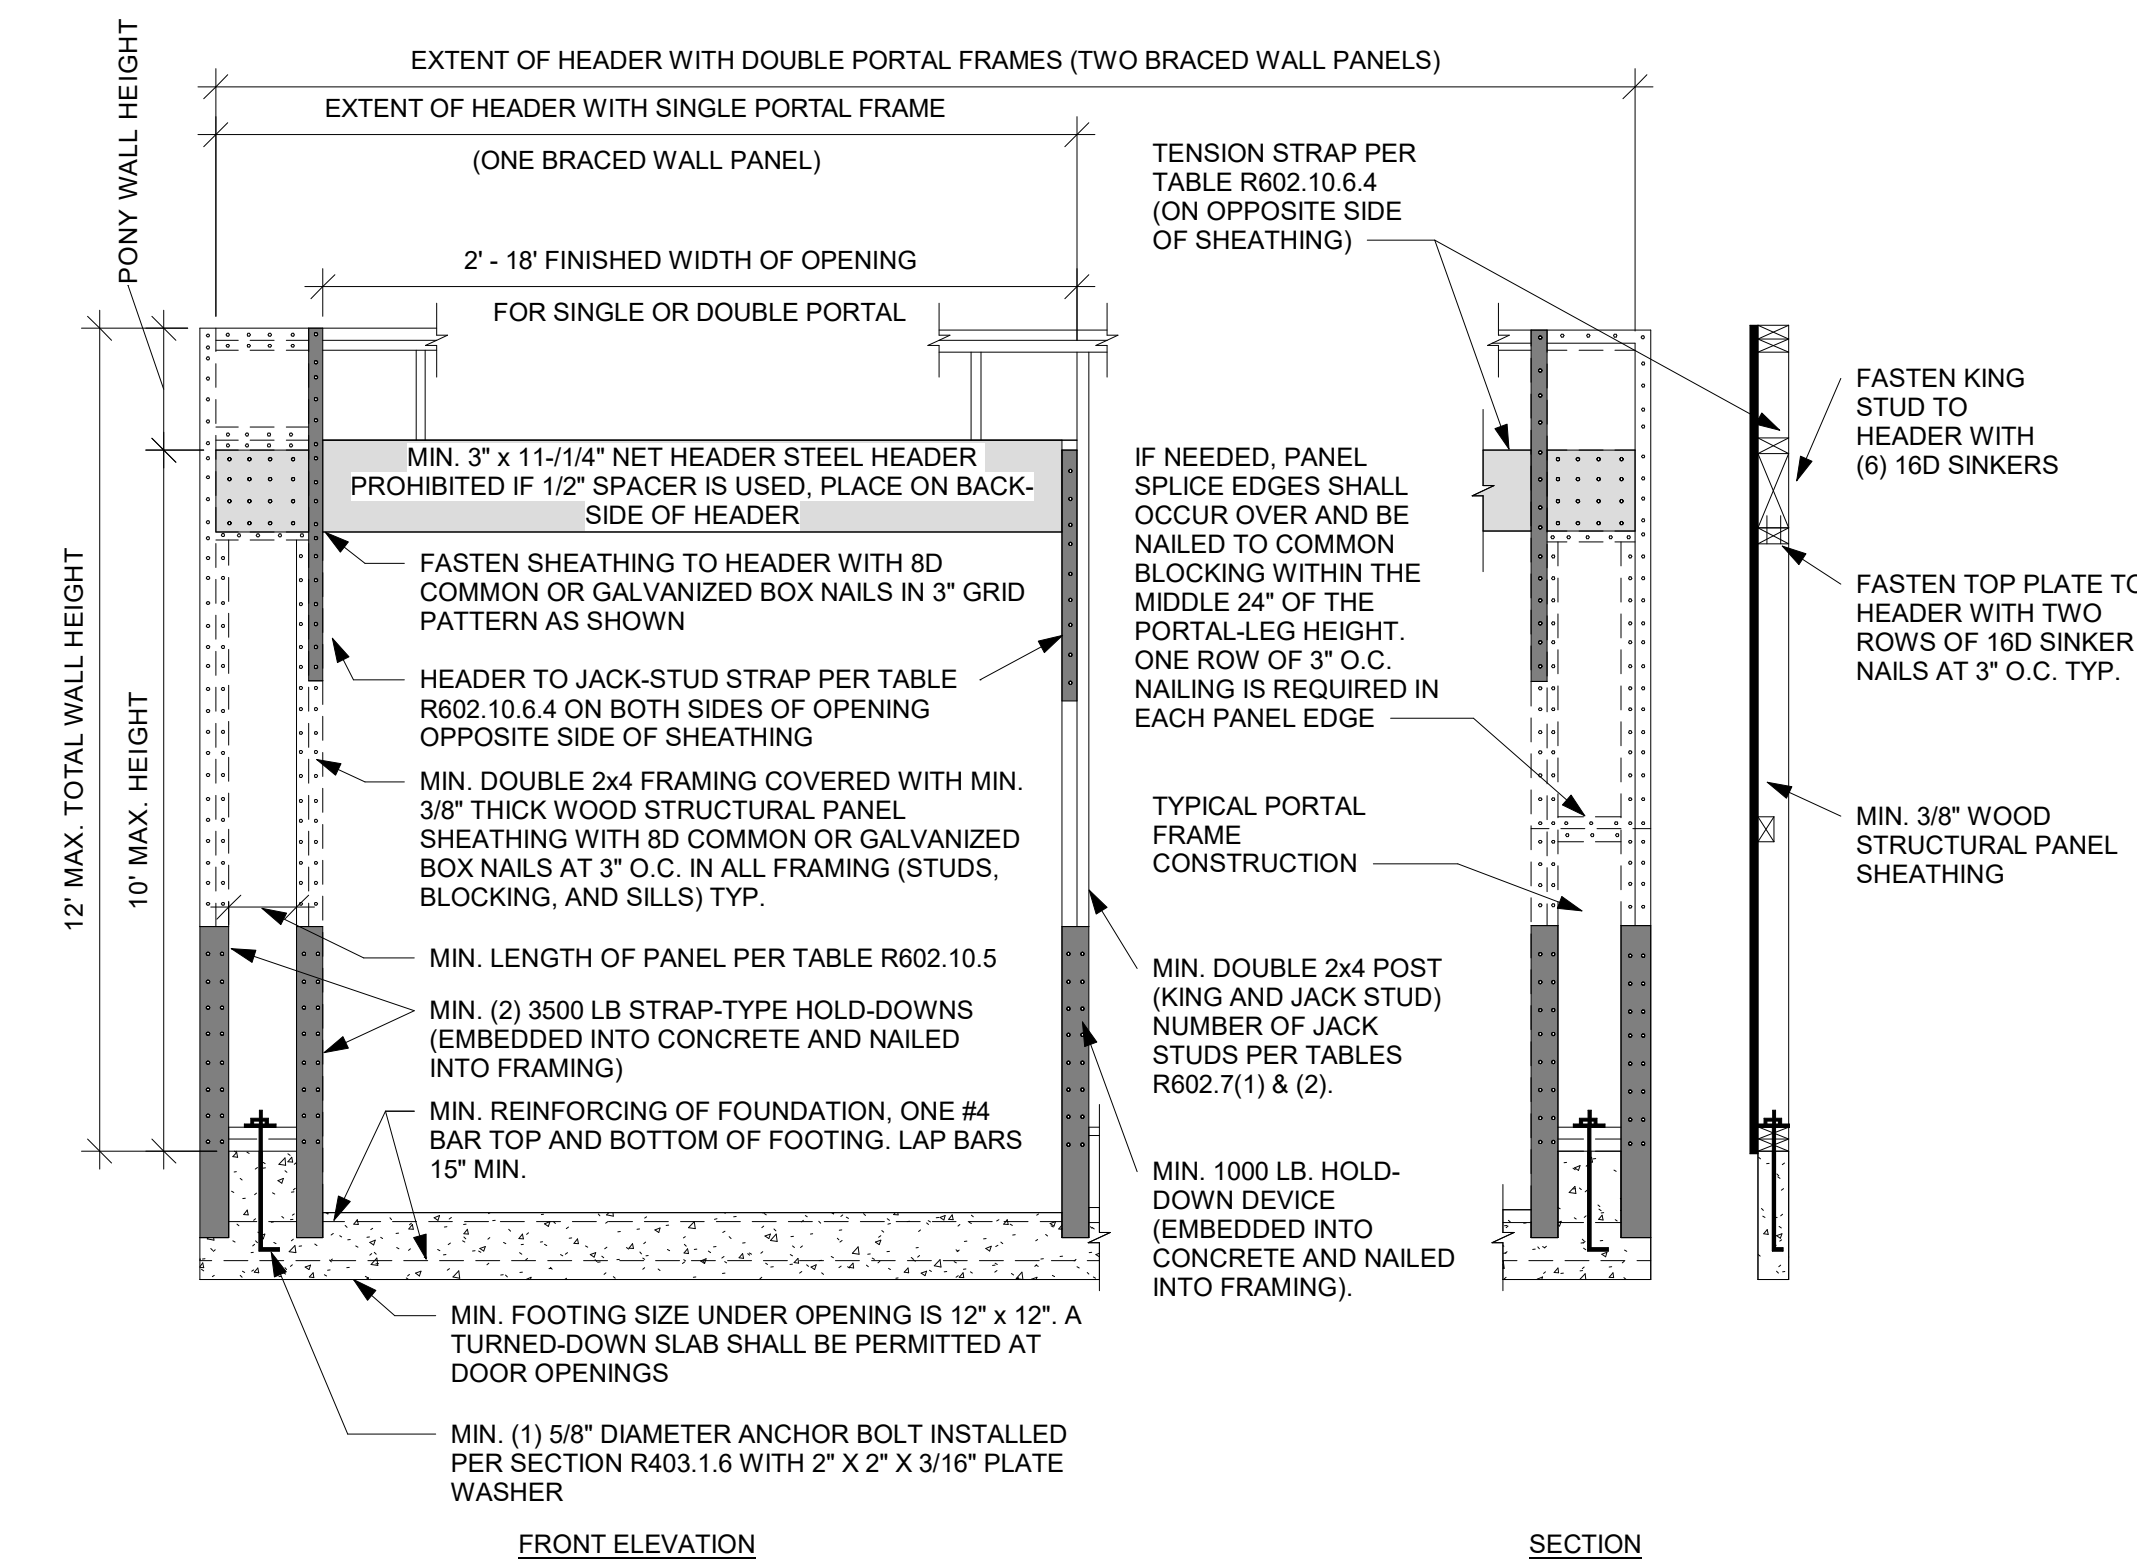 PONY WALL HEIGHT
EXTENT OF HEADER WITH DOUBLE PORTAL FRAMES (TWO BRACED WALL PANELS)
EXTENT OF HEADER WITH SINGLE PORTAL FRAME
(ONE BRACED WALL PANEL)
2' - 18' FINISHED WIDTH OF OPENING
FOR SINGLE OR DOUBLE PORTAL
12' MAX. TOTAL WALL HEIGHT
10' MAX. HEIGHT
MIN. 3" x 11-/1/4" NET HEADER STEEL HEADER
PROHIBITED IF 1/2" SPACER IS USED, PLACE ON BACK-
SIDE OF HEADER
FASTEN SHEATHING TO HEADER WITH 8D
COMMON OR GALVANIZED BOX NAILS IN 3" GRID
PATTERN AS SHOWN
HEADER TO JACK-STUD STRAP PER TABLE
R602.10.6.4 ON BOTH SIDES OF OPENING
OPPOSITE SIDE OF SHEATHING
MIN. DOUBLE 2x4 FRAMING COVERED WITH MIN.
3/8" THICK WOOD STRUCTURAL PANEL
SHEATHING WITH 8D COMMON OR GALVANIZED
BOX NAILS AT 3" O.C. IN ALL FRAMING (STUDS,
BLOCKING, AND SILLS) TYP.
MIN. LENGTH OF PANEL PER TABLE R602.10.5
MIN. (2) 3500 LB STRAP-TYPE HOLD-DOWNS
(EMBEDDED INTO CONCRETE AND NAILED
INTO FRAMING)
MIN. REINFORCING OF FOUNDATION, ONE #4
BAR TOP AND BOTTOM OF FOOTING. LAP BARS
15" MIN.
MIN. FOOTING SIZE UNDER OPENING IS 12" x 12". A
TURNED-DOWN SLAB SHALL BE PERMITTED AT
DOOR OPENINGS
MIN. (1) 5/8" DIAMETER ANCHOR BOLT INSTALLED
PER SECTION R403.1.6 WITH 2" X 2" X 3/16" PLATE
WASHER
FRONT ELEVATION
TENSION STRAP PER
TABLE R602.10.6.4
(ON OPPOSITE SIDE
OF SHEATHING)
IF NEEDED, PANEL
SPLICE EDGES SHALL
OCCUR OVER AND BE
NAILED TO COMMON
BLOCKING WITHIN THE
MIDDLE 24" OF THE
PORTAL-LEG HEIGHT.
ONE ROW OF 3" O.C.
NAILING IS REQUIRED IN
EACH PANEL EDGE
TYPICAL PORTAL
FRAME
CONSTRUCTION
MIN. DOUBLE 2x4 POST
(KING AND JACK STUD)
NUMBER OF JACK
STUDS PER TABLES
R602.7(1) & (2).
MIN. 1000 LB. HOLD-
DOWN DEVICE
(EMBEDDED INTO
CONCRETE AND NAILED
INTO FRAMING).
FASTEN KING
STUD TO
HEADER WITH
(6) 16D SINKERS
FASTEN TOP PLATE TO
HEADER WITH TWO
ROWS OF 16D SINKER
NAILS AT 3" O.C. TYP.
MIN. 3/8" WOOD
STRUCTURAL PANEL
SHEATHING
SECTION